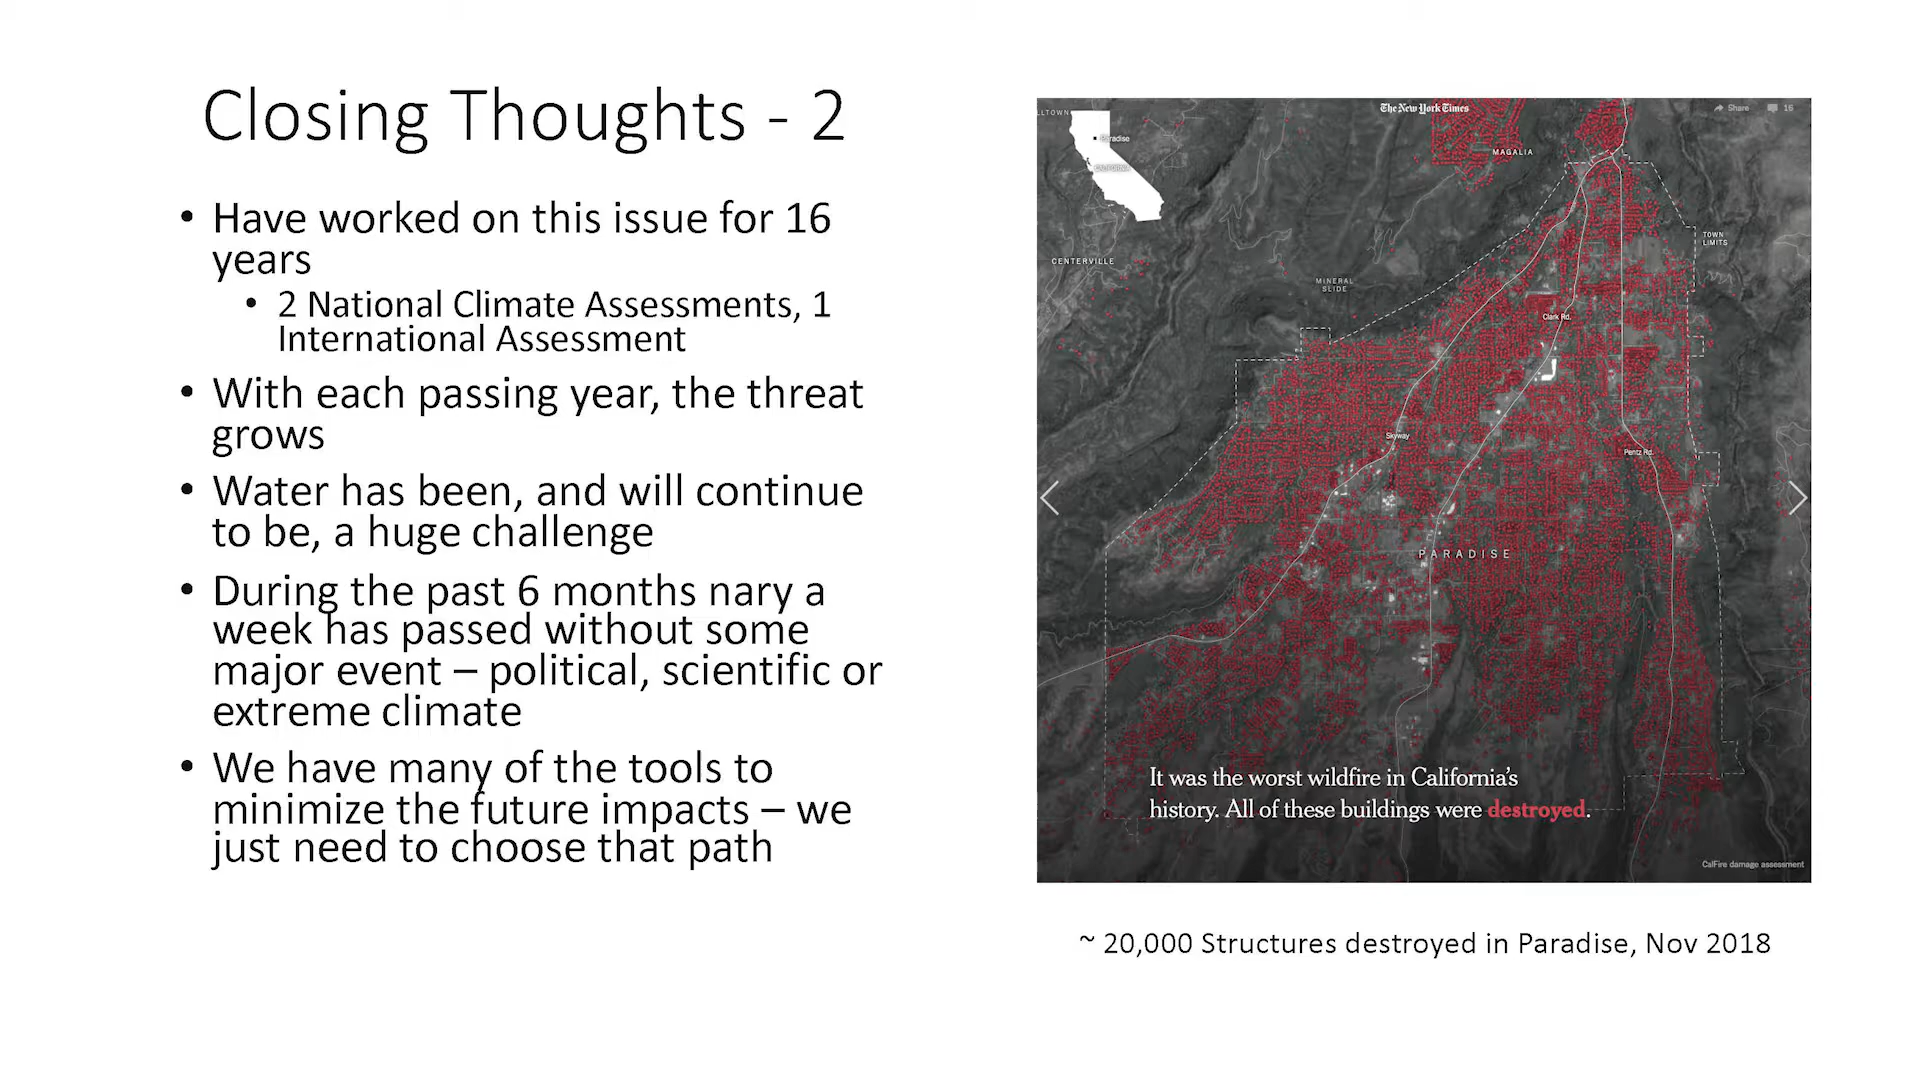 Closing Thoughts - 2
• Have worked on this issue for 16
years
• 2 National Climate Assessments, 1
International Assessment
• With each passing year, the threat
grows
• Water has been, and will continue
to be, a huge challenge
• During the past 6 months nary a
week has passed without some
major event – political, scientific or
extreme climate
• We have many of the tools to
minimize the future impacts – we
just need to choose that path
The New York Times
Share 16
LLTOWN
Paradise
CALIFORNIA
MAGALIA
TOWN
LIMITS
CENTERVILLE
MINERAL
SLIDE
Clark Rd.
Skyway
Pentz Rd.
PARADISE
It was the worst wildfire in California’s
history. All of these buildings were destroyed.
CalFire damage assessment
~ 20,000 Structures destroyed in Paradise, Nov 2018